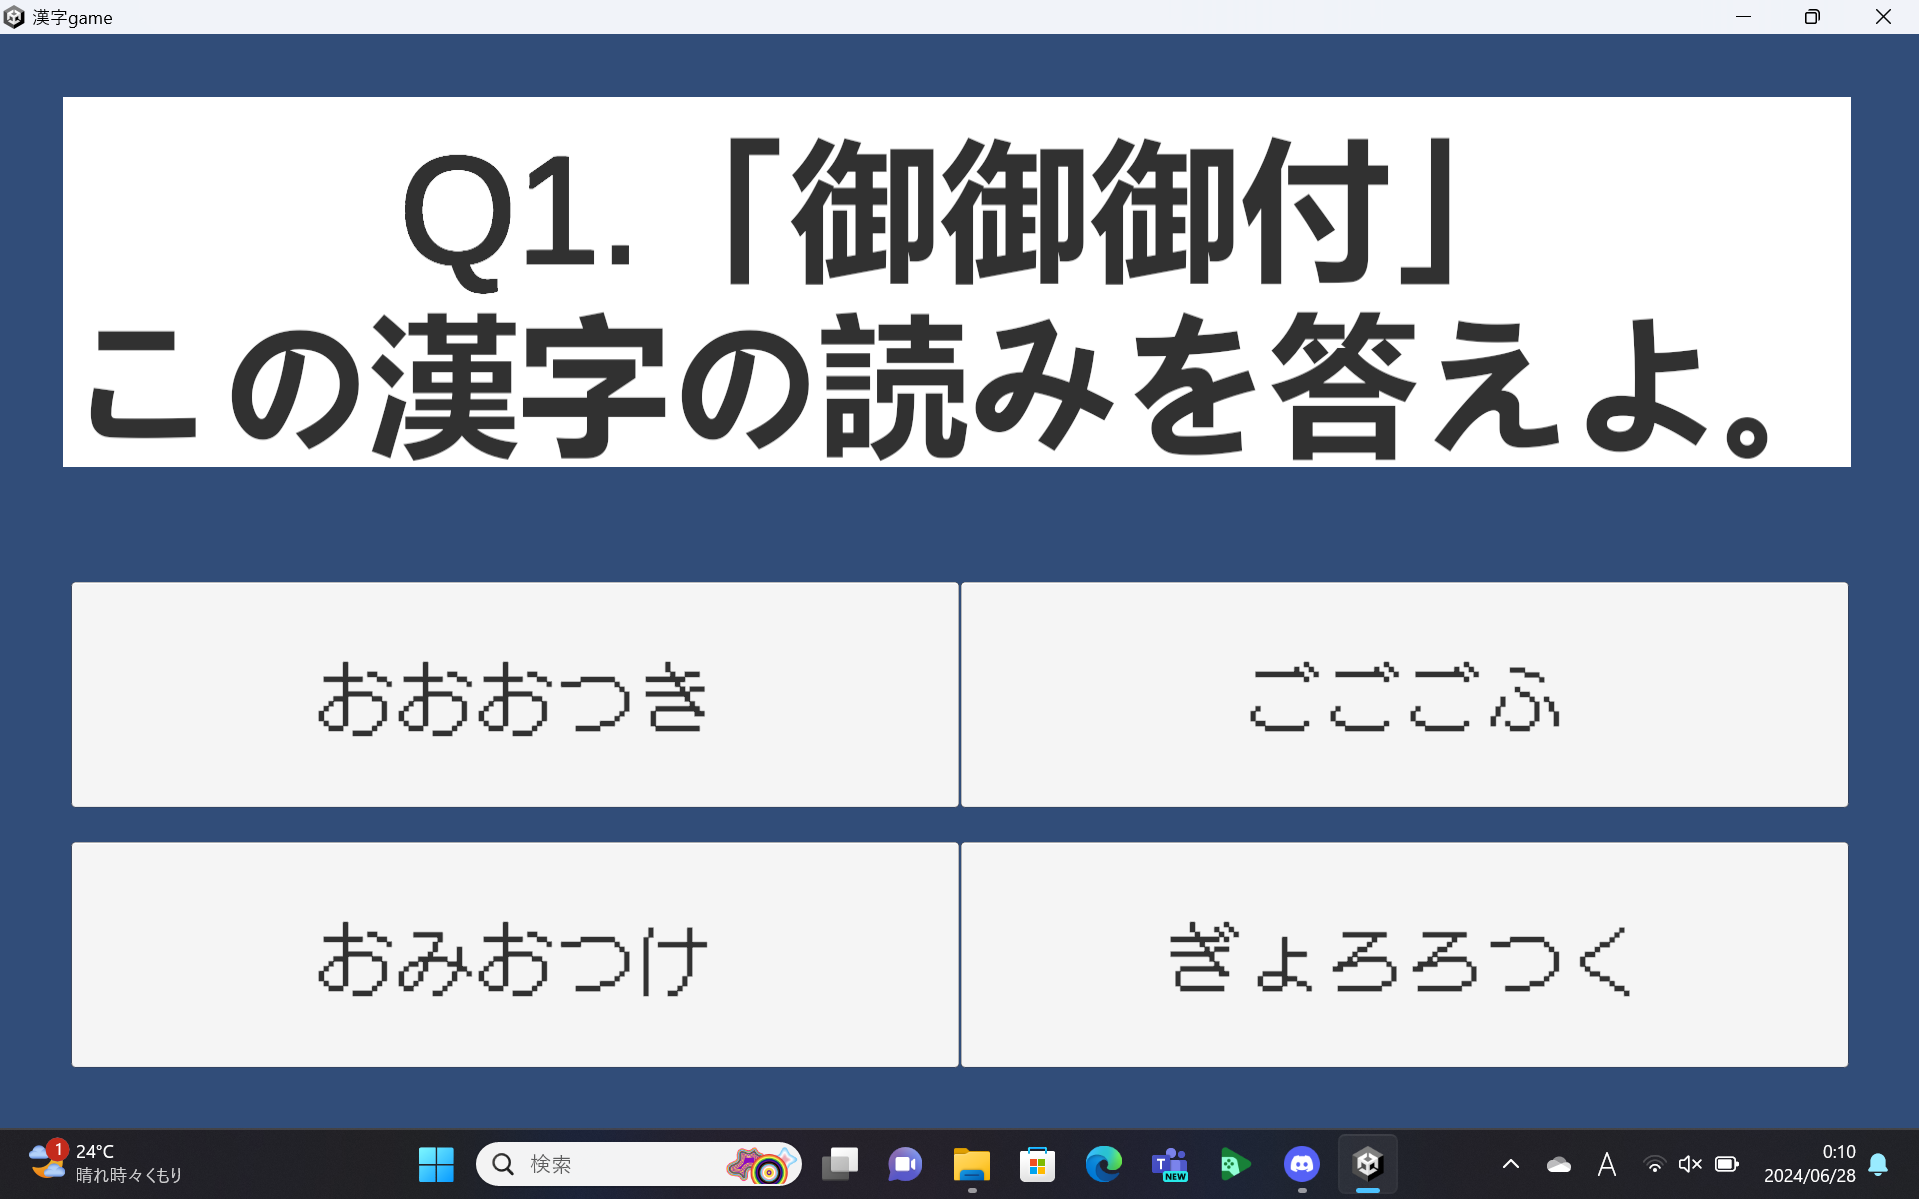 漢字game
Q1.「御御御付」
この漢字の読みを答えよ。
おおおつき
ごごごふ
おみおつけ
ぎょろろつく
1
24°C
晴れ時々くもり
検索
T
NEW
A
0:10
2024/06/28